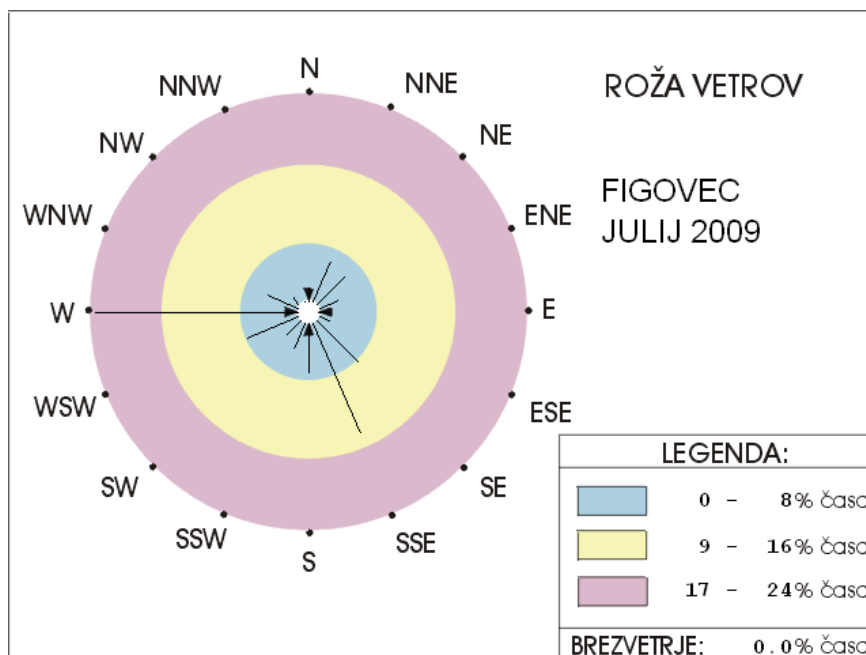 ROŽA VETROV
FIGOVEC
JULIJ 2009
N
NNE
NE
ENE
E
ESE
SE
SSE
S
SSW
SW
WSW
W
WNW
NW
NNW
LEGENDA:
0 - 8% časa
9 - 16% časa
17 - 24% časa
BREZVETRJE: 0.0% časa